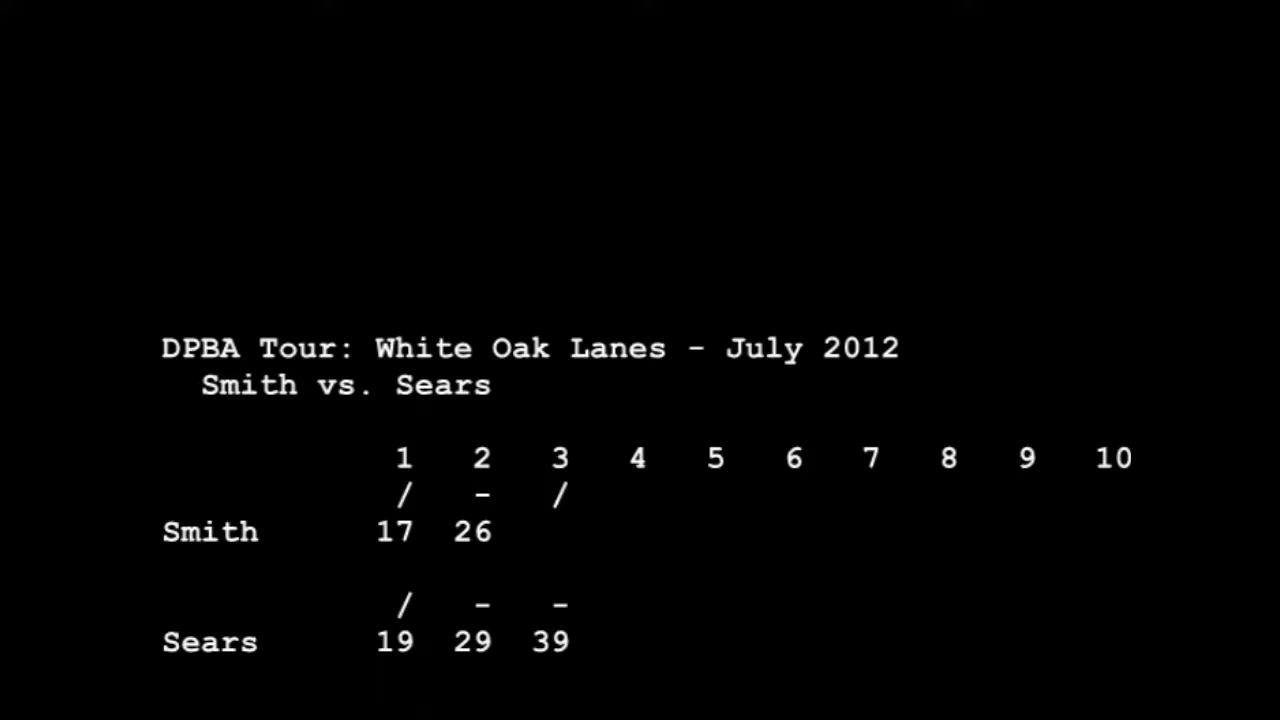 DPBA Tour: White Oak Lanes - July 2012
Smith vs. Sears
1 2 3 4 5 6 7 8 9 10
/ - /
Smith 17 26
/ - -
Sears 19 29 39